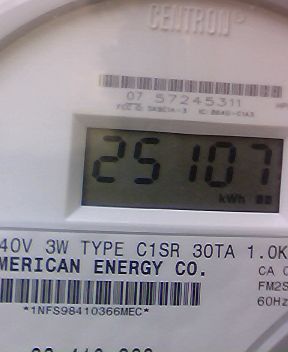 CENTRON®
07 57245311
25107
kWh
40V 3W TYPE C1SR 30TA 1.0K
MERICAN ENERGY CO.
CA
FM2S
60Hz
*1NFS98410366MEC*